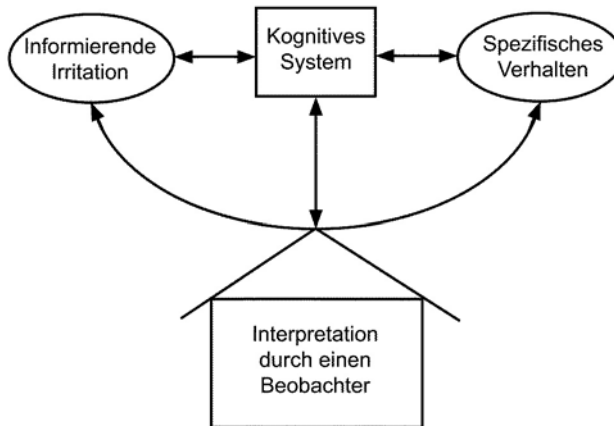 Informierende
Irritation
Kognitives
System
Spezifisches
Verhalten
Interpretation
durch einen
Beobachter